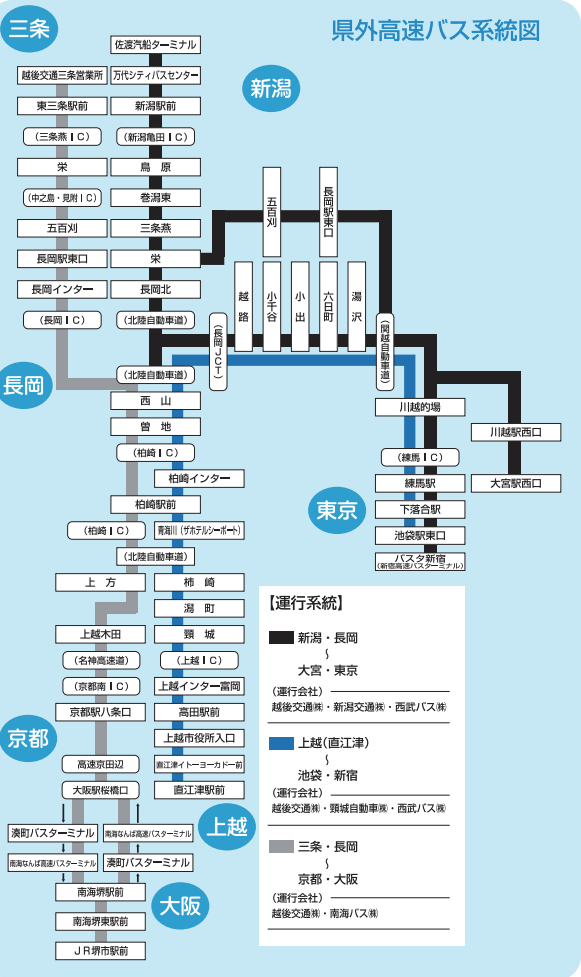 県外高速バス系統図
三条
新潟
佐渡汽船ターミナル
越後交通三条営業所
万代シティバスセンター
東三条駅前
新潟駅前
(三条燕IC)
(新潟亀田IC)
栄
鳥原
(中之島・見附IC)
巻潟東
五百刈
三条燕
長岡駅東口
栄
長岡インター
長岡北
(長岡IC)
(北陸自動車道)
五百刈
長岡駅東口
越路
小千谷
小出
六日町
湯沢
(長岡JCT)
(関越自動車道)
長岡
(北陸自動車道)
西山
曽地
(柏崎IC)
柏崎インター
柏崎駅前
(柏崎IC)
青海川(ザホテルシーポート)
(北陸自動車道)
上方
柿崎
潟町
上越木田
頸城
(名神高速道)
(上越IC)
(京都南IC)
上越インター富岡
京都駅八条口
高田駅前
京都
上越市役所入口
高速京田辺
直江津イトーヨーカドー前
大阪駅桜橋口
直江津駅前
上越
湊町バスターミナル
南海なんば高速バスターミナル
南海なんば高速バスターミナル
湊町バスターミナル
大阪
南海堺駅前
南海堺東駅前
JR堺市駅前
川越的場
川越駅西口
(練馬IC)
練馬駅
大宮駅西口
東京
下落合駅
池袋駅東口
バスタ新宿
(新宿高速バスターミナル)
【運行系統】
新潟・長岡
〜
大宮・東京
(運行会社)
越後交通㈱・新潟交通㈱・西武バス㈱
上越(直江津)
〜
池袋・新宿
(運行会社)
越後交通㈱・頸城自動車㈱・西武バス㈱
三条・長岡
〜
京都・大阪
(運行会社)
越後交通㈱・南海バス㈱